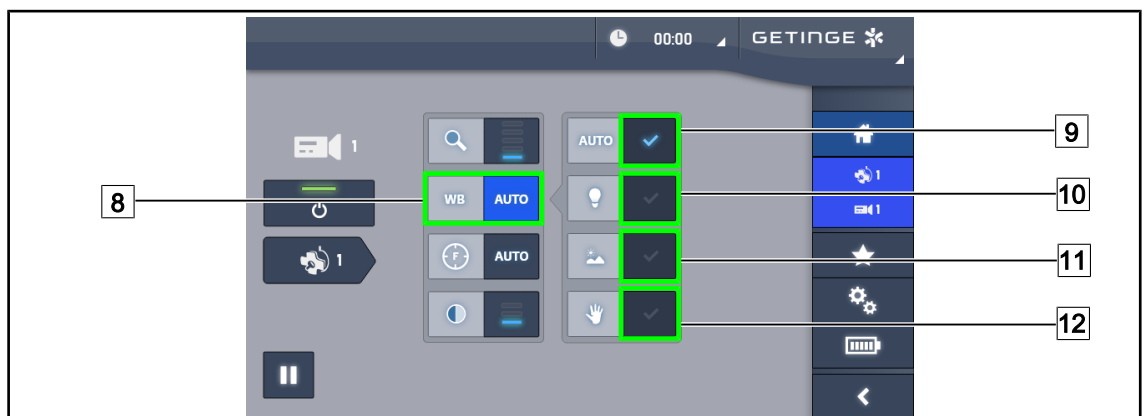 00:00 GETINGE
1 AUTO 9
1
8 WB AUTO 10
1
F AUTO 11
1
12